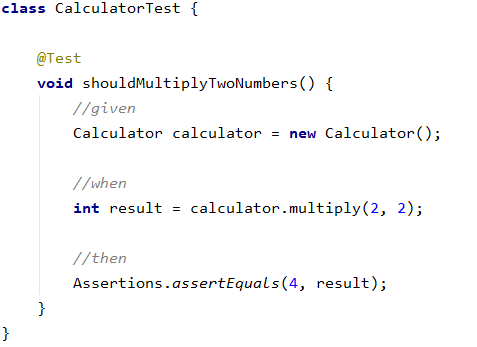 class CalculatorTest {
@Test
void shouldMultiplyTwoNumbers() {
//given
Calculator calculator = new Calculator();
//when
int result = calculator.multiply(2, 2);
//then
Assertions.assertEquals(4, result);
}
}